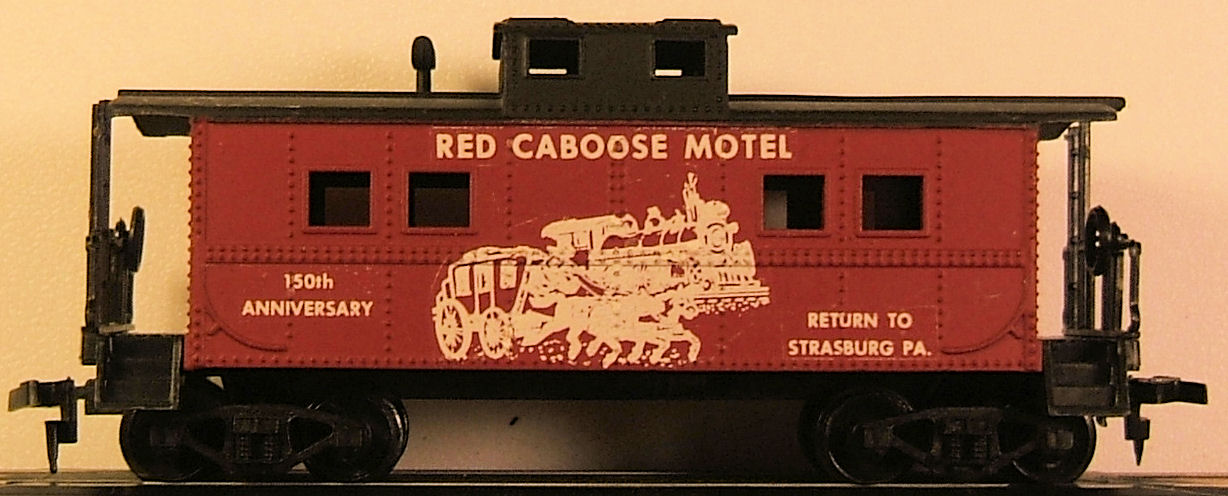 RED CABOOSE MOTEL
150th
ANNIVERSARY
RETURN TO
STRASBURG PA.